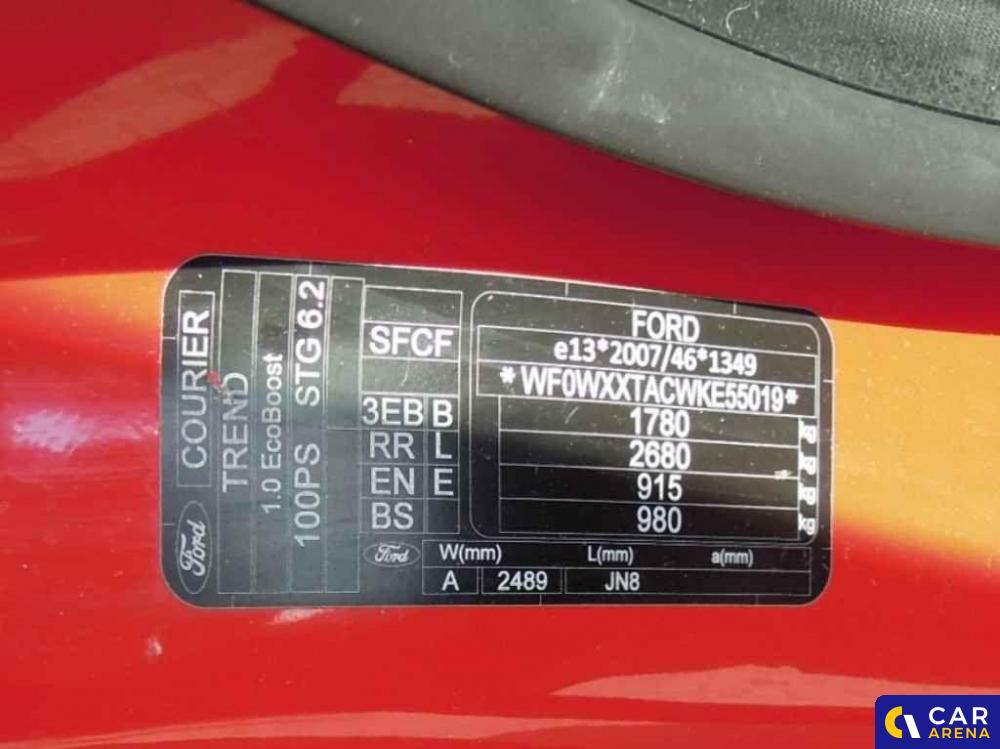 COURIER
TREND
1.0 EcoBoost
100PS STG 6.2
Ford
SFCF
3EB B
RR L
EN E
BS
FORD
e13*2007/46*1349
*WF0WXXTACWKE55019*
1780 kg
2680 kg
915 kg
980 kg
Ford W(mm) L(mm) a(mm)
A 2489 JN8
CAR
ARENA